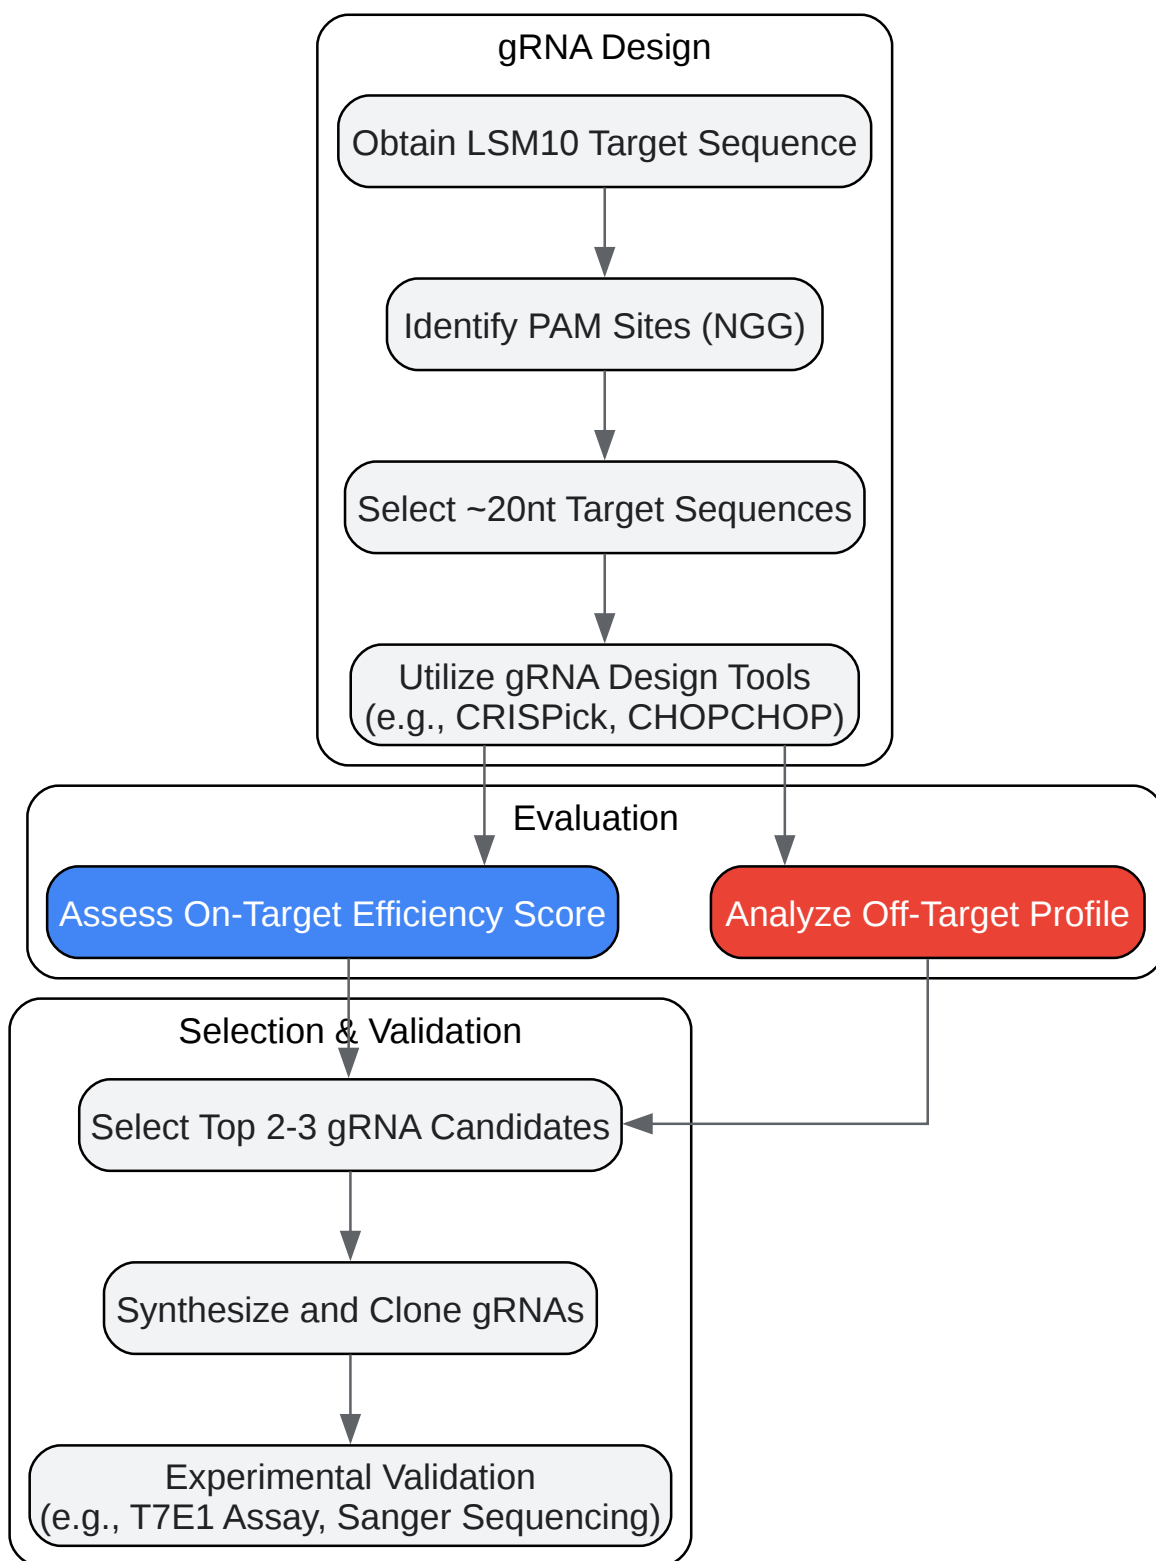 gRNA Design
Obtain LSM10 Target Sequence
Identify PAM Sites (NGG)
Select ~20nt Target Sequences
Utilize gRNA Design Tools
(e.g., CRISPick, CHOPCHOP)
Evaluation
Assess On-Target Efficiency Score
Analyze Off-Target Profile
Selection & Validation
Select Top 2-3 gRNA Candidates
Synthesize and Clone gRNAs
Experimental Validation
(e.g., T7E1 Assay, Sanger Sequencing)